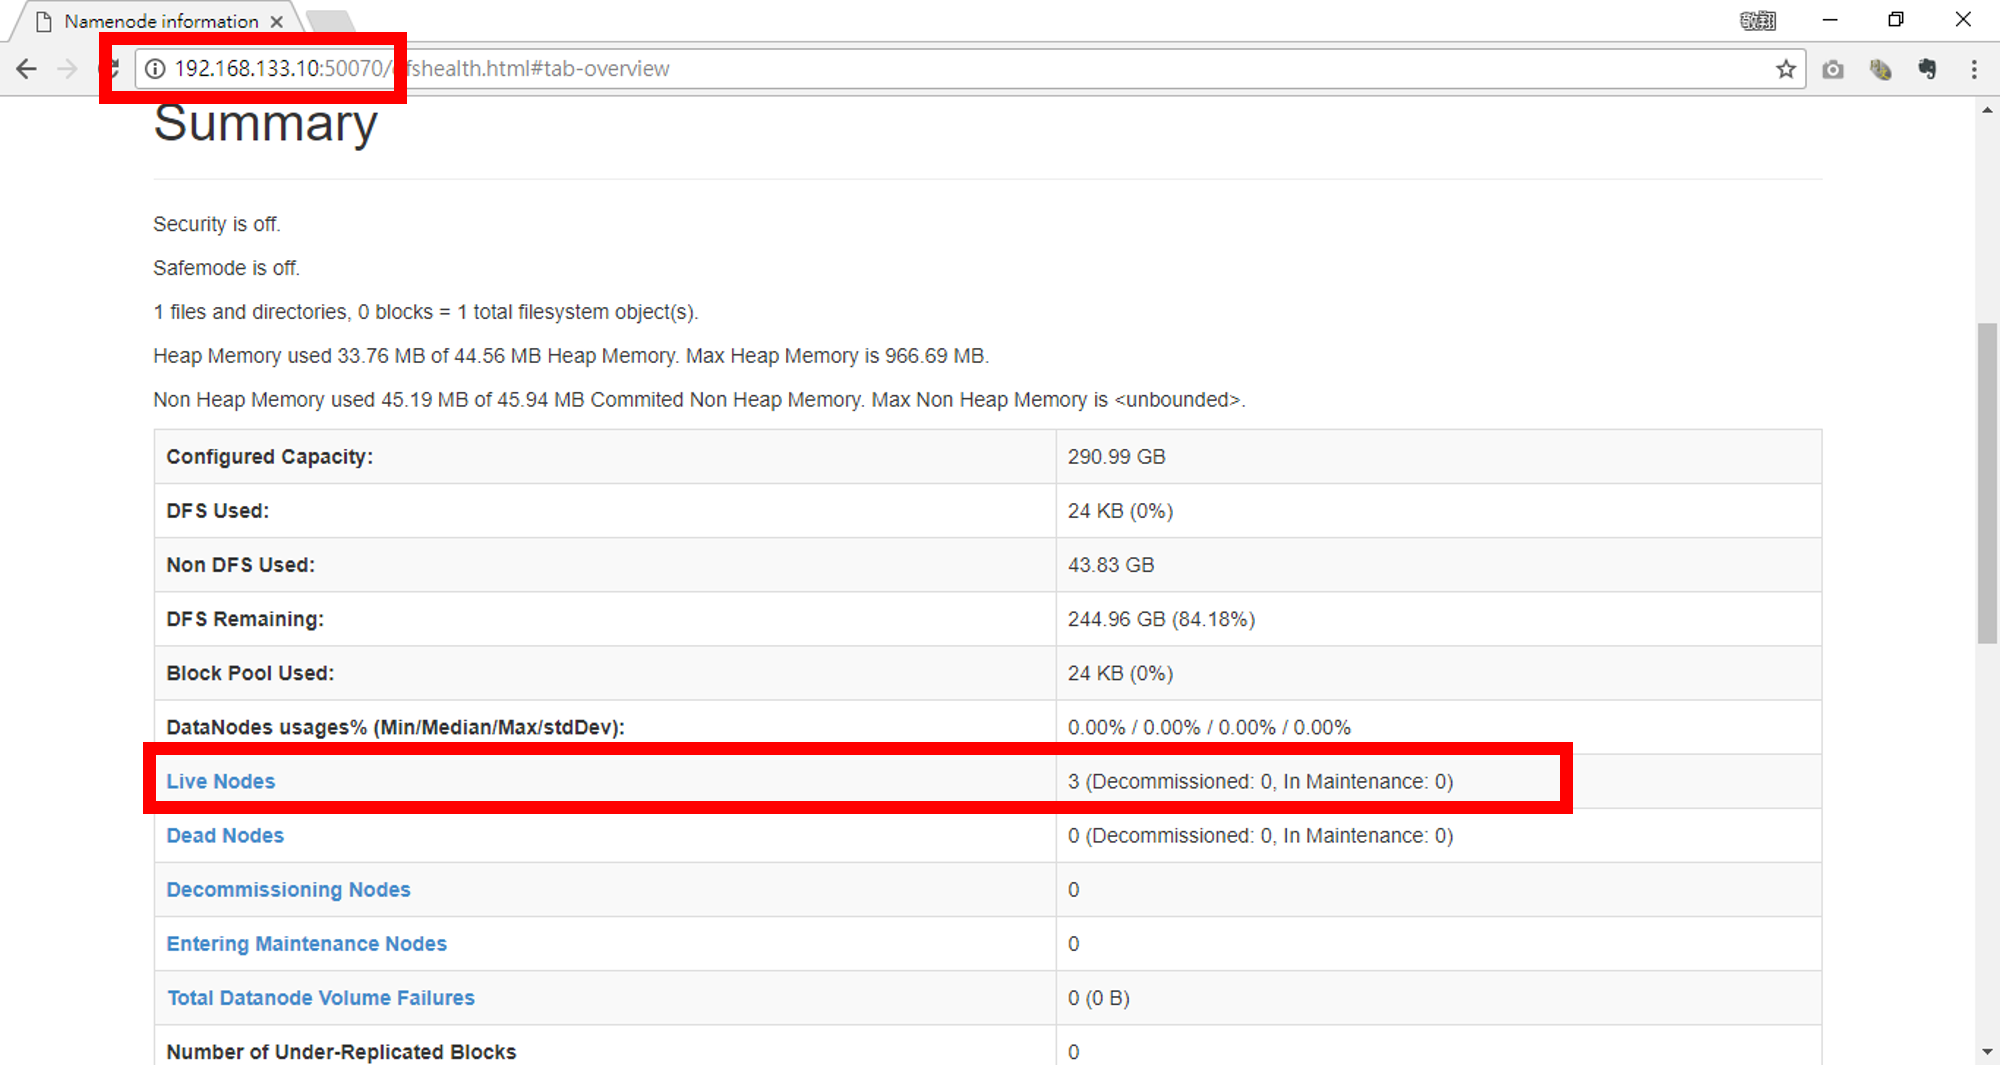 Namenode information
敬翔
192.168.133.10:50070/ fshealth.html#tab-overview
Summary
Security is off.
Safemode is off.
1 files and directories, 0 blocks = 1 total filesystem object(s).
Heap Memory used 33.76 MB of 44.56 MB Heap Memory. Max Heap Memory is 966.69 MB.
Non Heap Memory used 45.19 MB of 45.94 MB Commited Non Heap Memory. Max Non Heap Memory is <unbounded>.
Configured Capacity: 290.99 GB
DFS Used: 24 KB (0%)
Non DFS Used: 43.83 GB
DFS Remaining: 244.96 GB (84.18%)
Block Pool Used: 24 KB (0%)
DataNodes usages% (Min/Median/Max/stdDev): 0.00% / 0.00% / 0.00% / 0.00%
Live Nodes 3 (Decommissioned: 0, In Maintenance: 0)
Dead Nodes 0 (Decommissioned: 0, In Maintenance: 0)
Decommissioning Nodes 0
Entering Maintenance Nodes 0
Total Datanode Volume Failures 0 (0 B)
Number of Under-Replicated Blocks 0